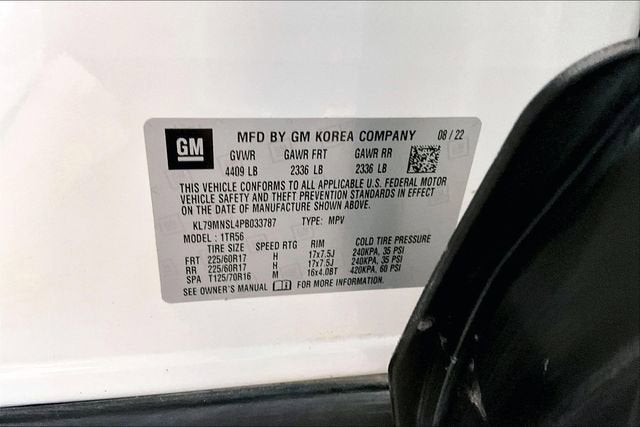 GM
MFD BY GM KOREA COMPANY 08 / 22
GVWR GAWR FRT GAWR RR
4409 LB 2336 LB 2336 LB
THIS VEHICLE CONFORMS TO ALL APPLICABLE U.S. FEDERAL MOTOR
VEHICLE SAFETY AND THEFT PREVENTION STANDARDS IN EFFECT
ON THE DATE OF MANUFACTURE SHOWN ABOVE.
KL79MNSL4PB033787 TYPE: MPV
MODEL : 1TR56
TIRE SIZE SPEED RTG RIM COLD TIRE PRESSURE
FRT 225/60R17 H 17x7.5J 240KPA, 35 PSI
RR 225/60R17 H 17x7.5J 240KPA, 35 PSI
SPA T125/70R16 M 16x4.0BT 420KPA, 60 PSI
SEE OWNER'S MANUAL FOR MORE INFORMATION.